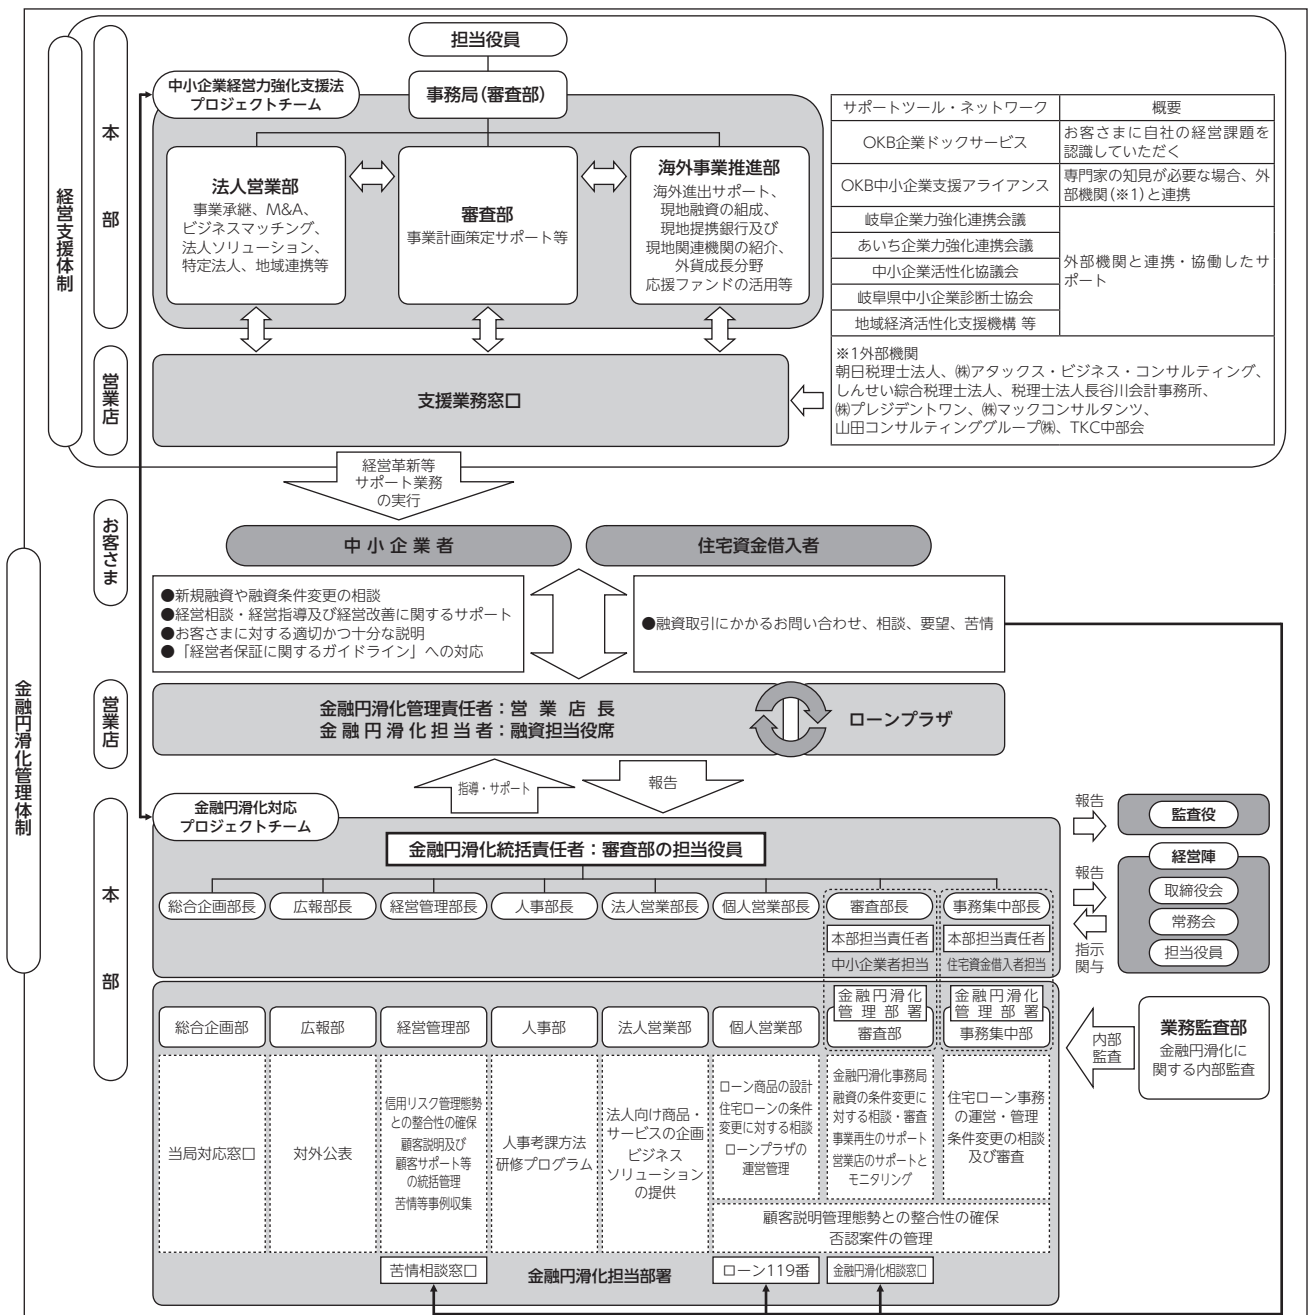 経営支援体制
本部
担当役員
中小企業経営力強化支援法
プロジェクトチーム
事務局(審査部)
法人営業部
事業承継、M&A、
ビジネスマッチング、
法人ソリューション、
特定法人、地域連携等
審査部
事業計画策定サポート等
海外事業推進部
海外進出サポート、
現地融資の組成、
現地提携銀行及び
現地関連機関の紹介、
外貨成長分野
応援ファンドの活用等
サポートツール・ネットワーク
概要
OKB企業ドックサービス
お客さまに自社の経営課題を
認識していただく
OKB中小企業支援アライアンス
専門家の知見が必要な場合、外
部機関(※1)と連携
岐阜企業力強化連携会議
あいち企業力強化連携会議
中小企業活性化協議会
岐阜県中小企業診断士協会
地域経済活性化支援機構 等
外部機関と連携・協働したサ
ポート
※1外部機関
朝日税理士法人、㈱アタックス・ビジネス・コンサルティング、
しんせい綜合税理士法人、税理士法人長谷川会計事務所、
㈱プレジデントワン、㈱マックコンサルタンツ、
山田コンサルティンググループ㈱、TKC中部会
営業店
支援業務窓口
経営革新等
サポート業務
の実行
金融円滑化管理体制
お客さま
中小企業者
住宅資金借入者
●新規融資や融資条件変更の相談
●経営相談・経営指導及び経営改善に関するサポート
●お客さまに対する適切かつ十分な説明
●「経営者保証に関するガイドライン」への対応
●融資取引にかかるお問い合わせ、相談、要望、苦情
営業店
金融円滑化管理責任者：営業店長
金融円滑化担当者：融資担当役席
ローンプラザ
指導・サポート
報告
本部
金融円滑化対応
プロジェクトチーム
金融円滑化統括責任者：審査部の担当役員
総合企画部長
広報部長
経営管理部長
人事部長
法人営業部長
個人営業部長
審査部長
事務集中部長
本部担当責任者
本部担当責任者
中小企業者担当
住宅資金借入者担当
報告
監査役
報告
指示
関与
経営陣
取締役会
常務会
担当役員
金融円滑化
管理部署
金融円滑化
管理部署
総合企画部
広報部
経営管理部
人事部
法人営業部
個人営業部
審査部
事務集中部
内部
監査
業務監査部
金融円滑化に
関する内部監査
当局対応窓口
対外公表
信用リスク管理態勢
との整合性の確保
顧客説明及び
顧客サポート等
の統括管理
苦情等事例収集
人事考課方法
研修プログラム
法人向け商品・
サービスの企画
ビジネス
ソリューション
の提供
ローン商品の設計
住宅ローンの条件
変更に対する相談
ローンプラザの
運営管理
金融円滑化事務局
融資の条件変更に
対する相談・審査
事業再生のサポート
営業店のサポートと
モニタリング
住宅ローン事務
の運営・管理
条件変更の相談
及び審査
顧客説明管理態勢との整合性の確保
否認案件の管理
苦情相談窓口
金融円滑化担当部署
ローン119番
金融円滑化相談窓口